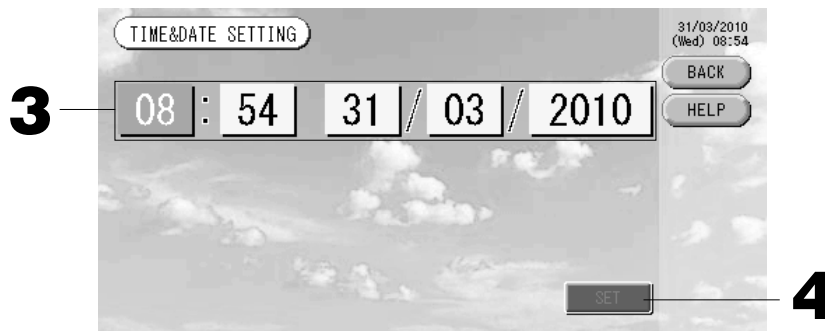 TIME&DATE SETTING
31/03/2010
(Wed) 08:54
BACK
3
08 : 54 31 / 03 / 2010
HELP
SET
4